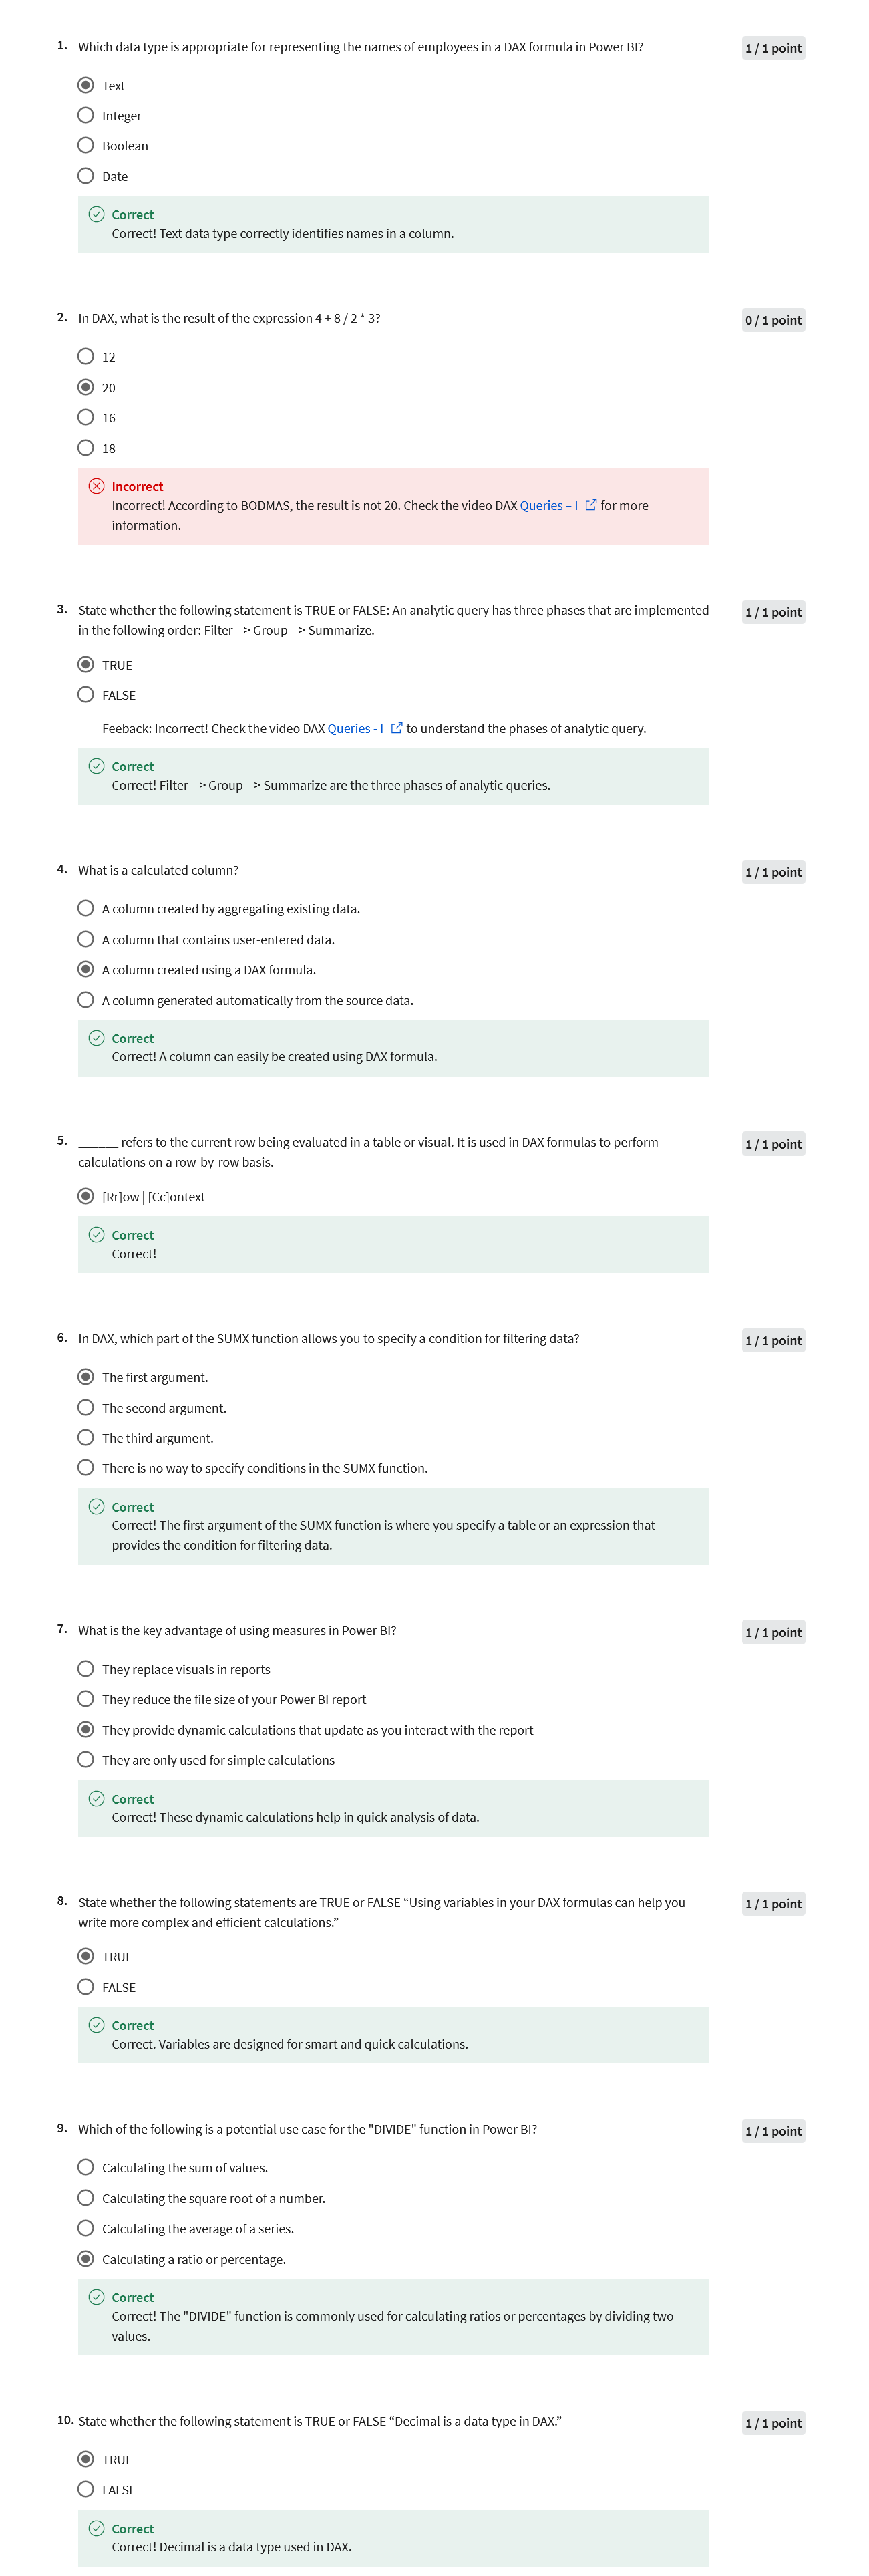 1. Which data type is appropriate for representing the names of employees in a DAX formula in Power BI? 1 / 1 point
Text
Integer
Boolean
Date
Correct
Correct! Text data type correctly identifies names in a column.
2. In DAX, what is the result of the expression 4 + 8 / 2 * 3? 0 / 1 point
12
20
16
18
Incorrect
Incorrect! According to BODMAS, the result is not 20. Check the video DAX Queries – I for more
information.
3. State whether the following statement is TRUE or FALSE: An analytic query has three phases that are implemented 1 / 1 point
in the following order: Filter --> Group --> Summarize.
TRUE
FALSE
Feeback: Incorrect! Check the video DAX Queries - I to understand the phases of analytic query.
Correct
Correct! Filter --> Group --> Summarize are the three phases of analytic queries.
4. What is a calculated column? 1 / 1 point
A column created by aggregating existing data.
A column that contains user-entered data.
A column created using a DAX formula.
A column generated automatically from the source data.
Correct
Correct! A column can easily be created using DAX formula.
5. ______ refers to the current row being evaluated in a table or visual. It is used in DAX formulas to perform 1 / 1 point
calculations on a row-by-row basis.
[Rr]ow | [Cc]ontext
Correct
Correct!
6. In DAX, which part of the SUMX function allows you to specify a condition for filtering data? 1 / 1 point
The first argument.
The second argument.
The third argument.
There is no way to specify conditions in the SUMX function.
Correct
Correct! The first argument of the SUMX function is where you specify a table or an expression that
provides the condition for filtering data.
7. What is the key advantage of using measures in Power BI? 1 / 1 point
They replace visuals in reports
They reduce the file size of your Power BI report
They provide dynamic calculations that update as you interact with the report
They are only used for simple calculations
Correct
Correct! These dynamic calculations help in quick analysis of data.
8. State whether the following statements are TRUE or FALSE “Using variables in your DAX formulas can help you 1 / 1 point
write more complex and efficient calculations.”
TRUE
FALSE
Correct
Correct. Variables are designed for smart and quick calculations.
9. Which of the following is a potential use case for the "DIVIDE" function in Power BI? 1 / 1 point
Calculating the sum of values.
Calculating the square root of a number.
Calculating the average of a series.
Calculating a ratio or percentage.
Correct
Correct! The "DIVIDE" function is commonly used for calculating ratios or percentages by dividing two
values.
10. State whether the following statement is TRUE or FALSE “Decimal is a data type in DAX.” 1 / 1 point
TRUE
FALSE
Correct
Correct! Decimal is a data type used in DAX.